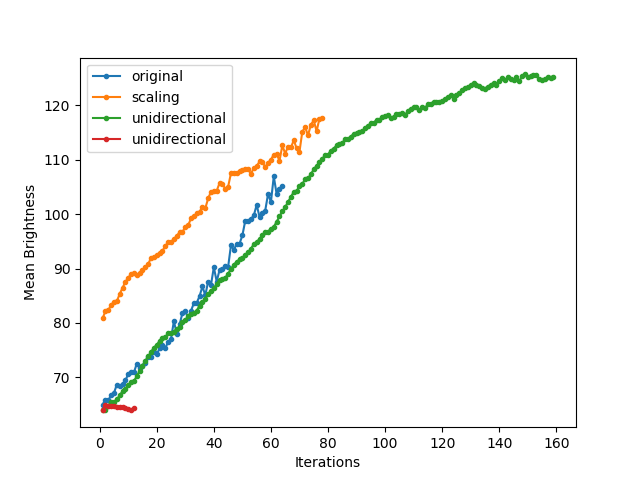 original
scaling
unidirectional
unidirectional
120
110
100
90
80
70
Mean Brightness
0 20 40 60 80 100 120 140 160
Iterations